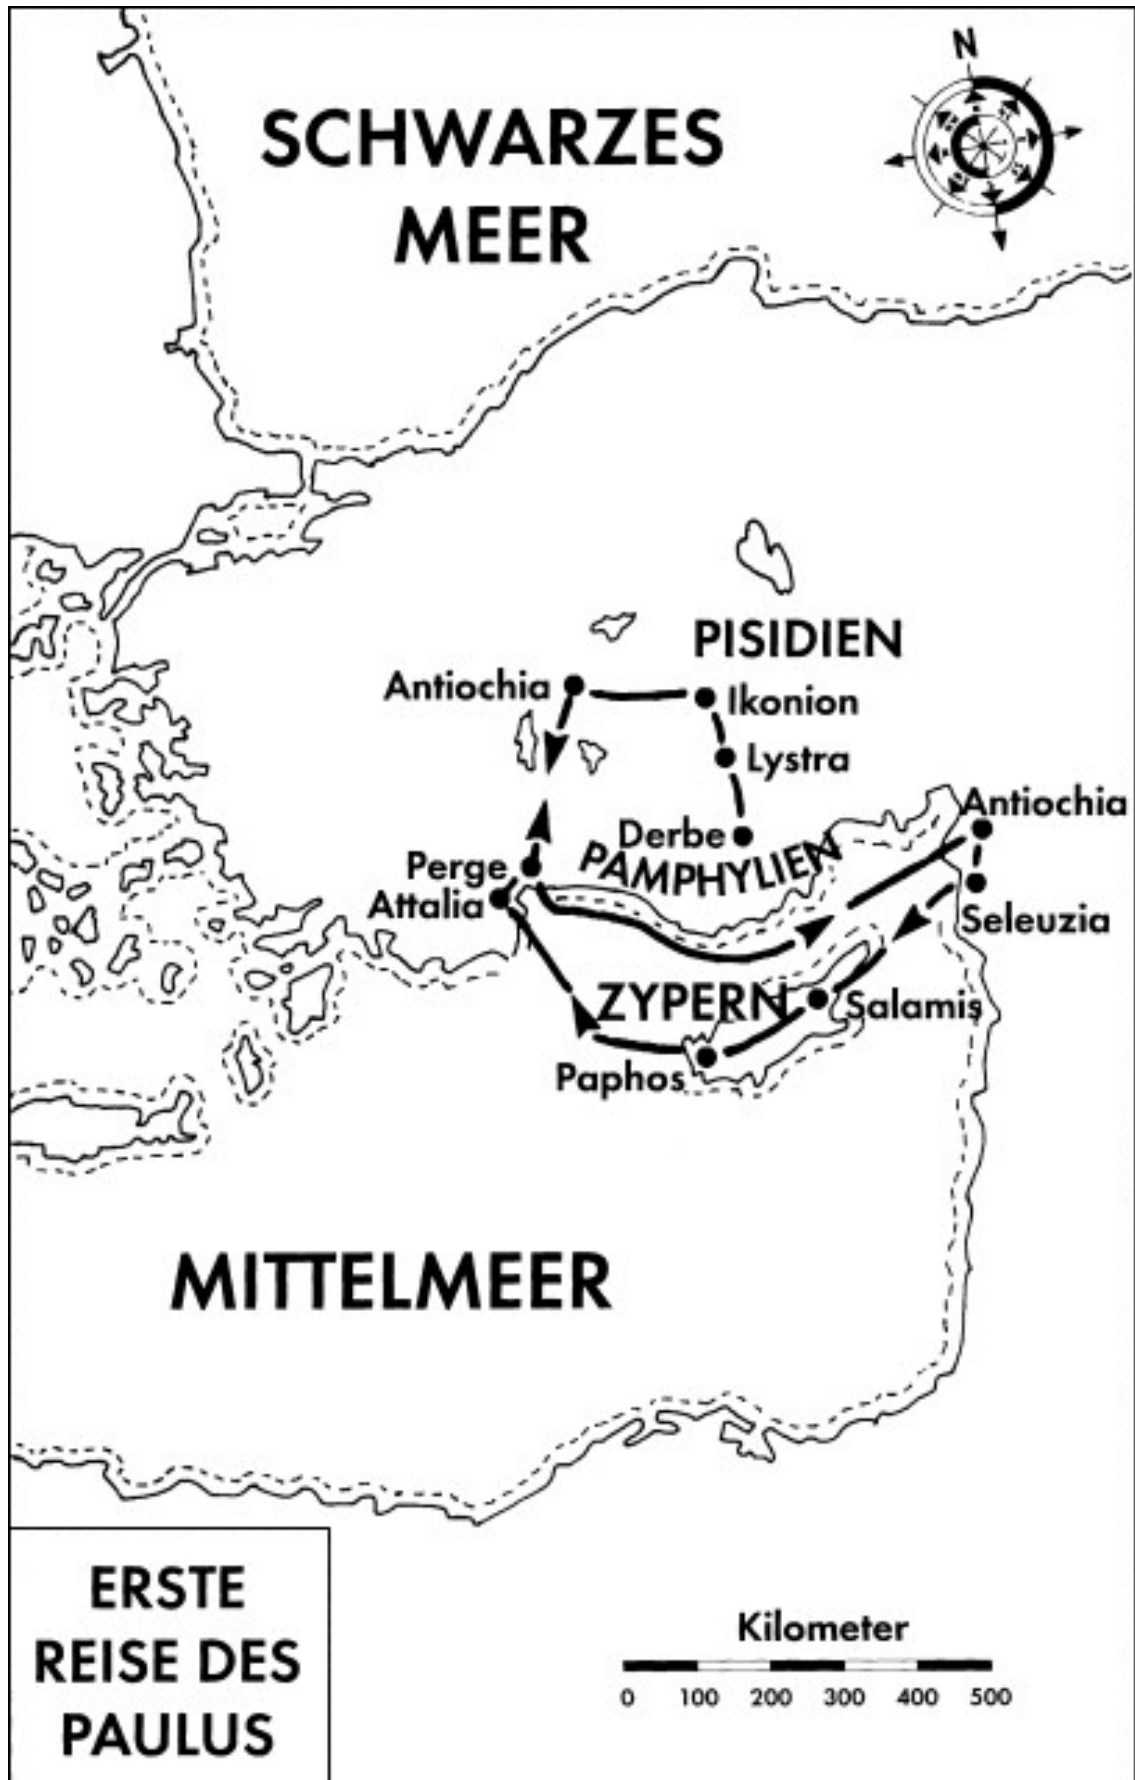 N
SCHWARZES
MEER
PISIDIEN
Antiochia
Ikonion
Lystra
Antiochia
Derbe
PAMPHYLIEN
Perge
Attalia
Seleuzia
ZYPERN
Salamis
Paphos
MITTELMEER
ERSTE
REISE DES
PAULUS
Kilometer
0 100 200 300 400 500